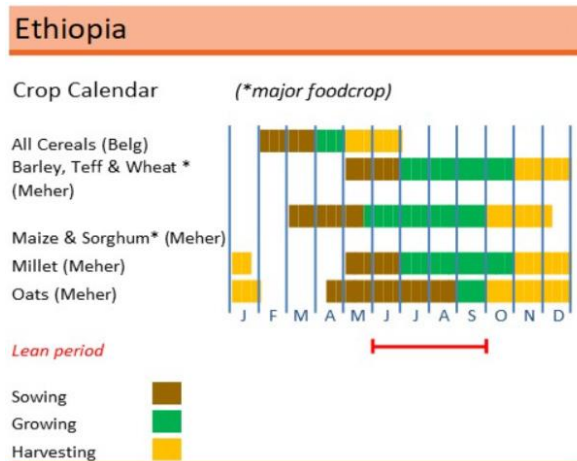 Ethiopia
Crop Calendar (*major foodcrop)
All Cereals (Belg)
Barley, Teff & Wheat *
(Meher)
Maize & Sorghum* (Meher)
Millet (Meher)
Oats (Meher)
J F M A M J J A S O N D
Lean period
Sowing
Growing
Harvesting